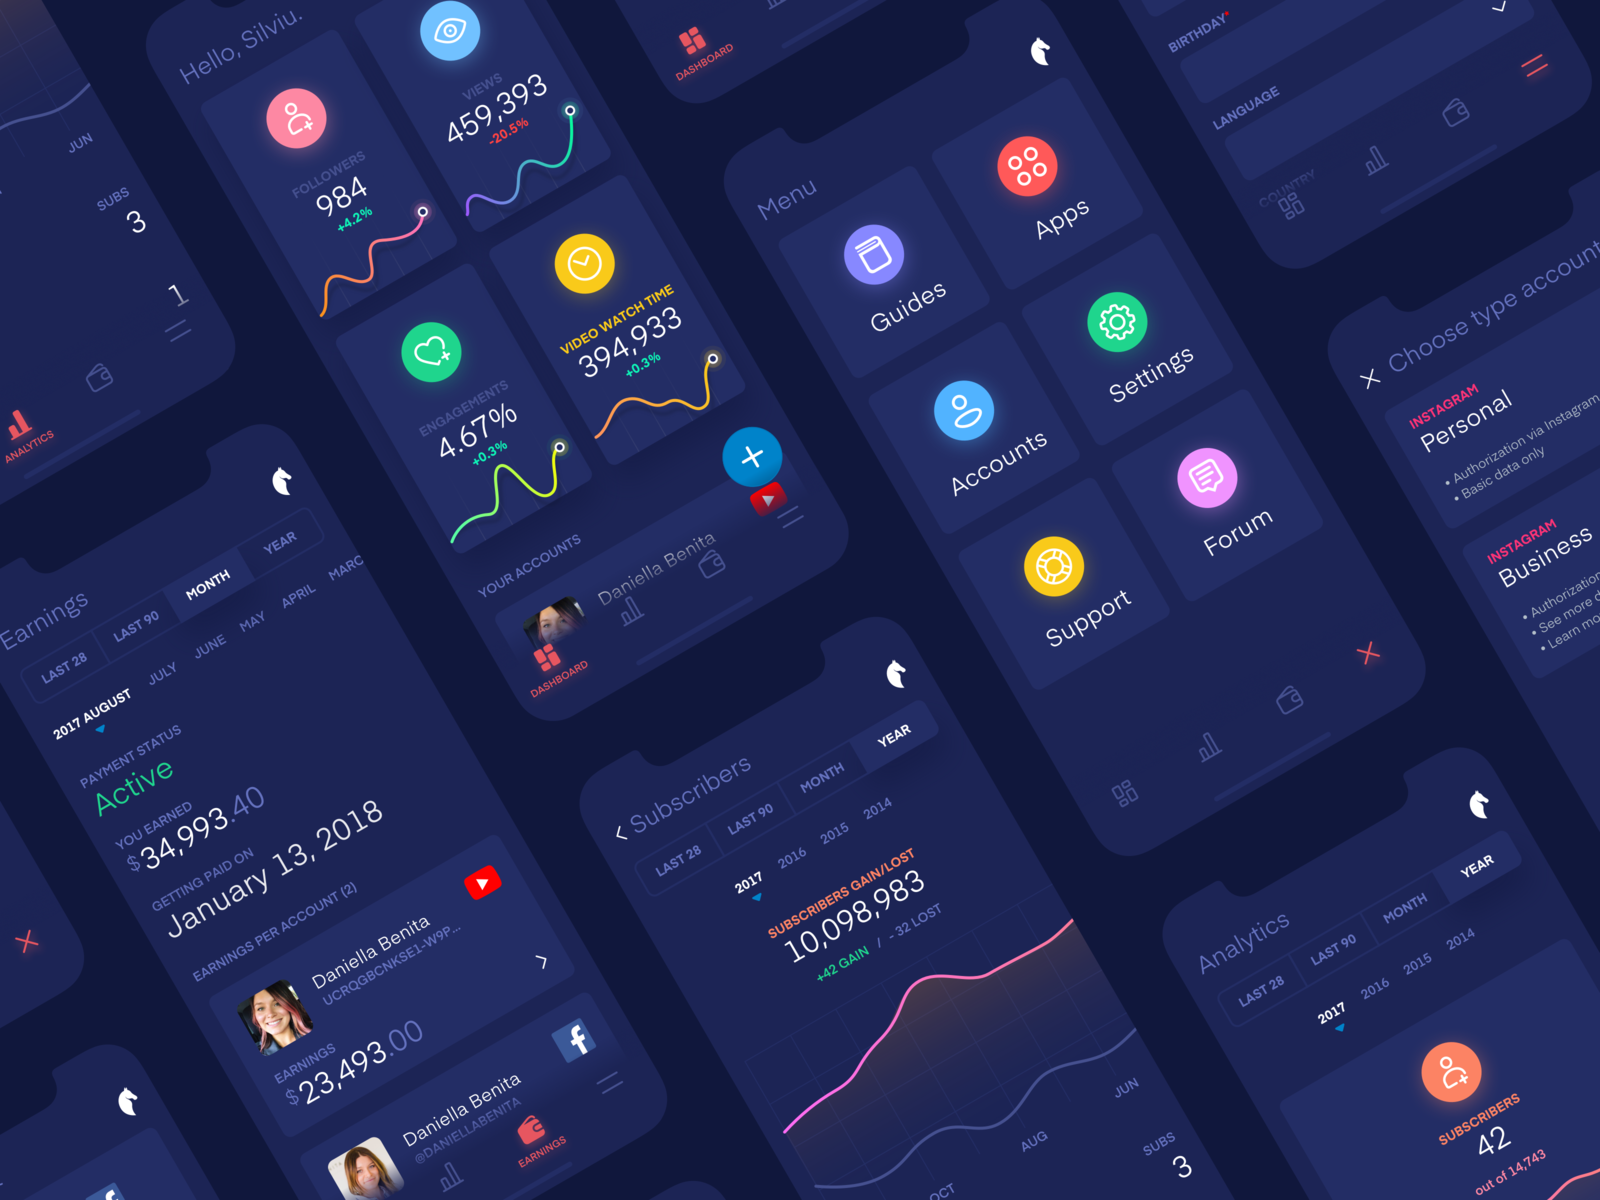 JUN
SUBS
3
1
ANALYTICS
Hello, Silviu.
FOLLOWERS
984
+4.2%
VIEWS
459,393
-20.5%
ENGAGEMENTS
4.67%
+0.3%
VIDEO WATCH TIME
394,933
+0.3%
YOUR ACCOUNTS
Daniella Benita
DASHBOARD
DASHBOARD
Menu
Guides
Apps
Accounts
Settings
Support
Forum
BIRTHDAY*
LANGUAGE
COUNTRY
Choose type account
INSTAGRAM
Personal
• Authorization via Instagram
• Basic data only
INSTAGRAM
Business
• Authorization
• See more d
• Learn mo
Earnings
LAST 28
LAST 90
MONTH
YEAR
2017 AUGUST
JULY
JUNE
MAY
APRIL
MARC
PAYMENT STATUS
Active
YOU EARNED
$34,993.40
GETTING PAID ON
January 13, 2018
EARNINGS PER ACCOUNT (2)
Daniella Benita
UCRQGBCNKSE1-W9P...
EARNINGS
$23,493.00
Daniella Benita
@DANIELLABENITA
EARNINGS
Subscribers
LAST 28
LAST 90
MONTH
YEAR
2017
2016
2015
2014
SUBSCRIBERS GAIN/LOST
10,098,983
+42 GAIN / - 32 LOST
OCT
AUG
JUN
SUBS
3
Analytics
LAST 28
LAST 90
MONTH
YEAR
2017
2016
2015
2014
SUBSCRIBERS
42
out of 14,743